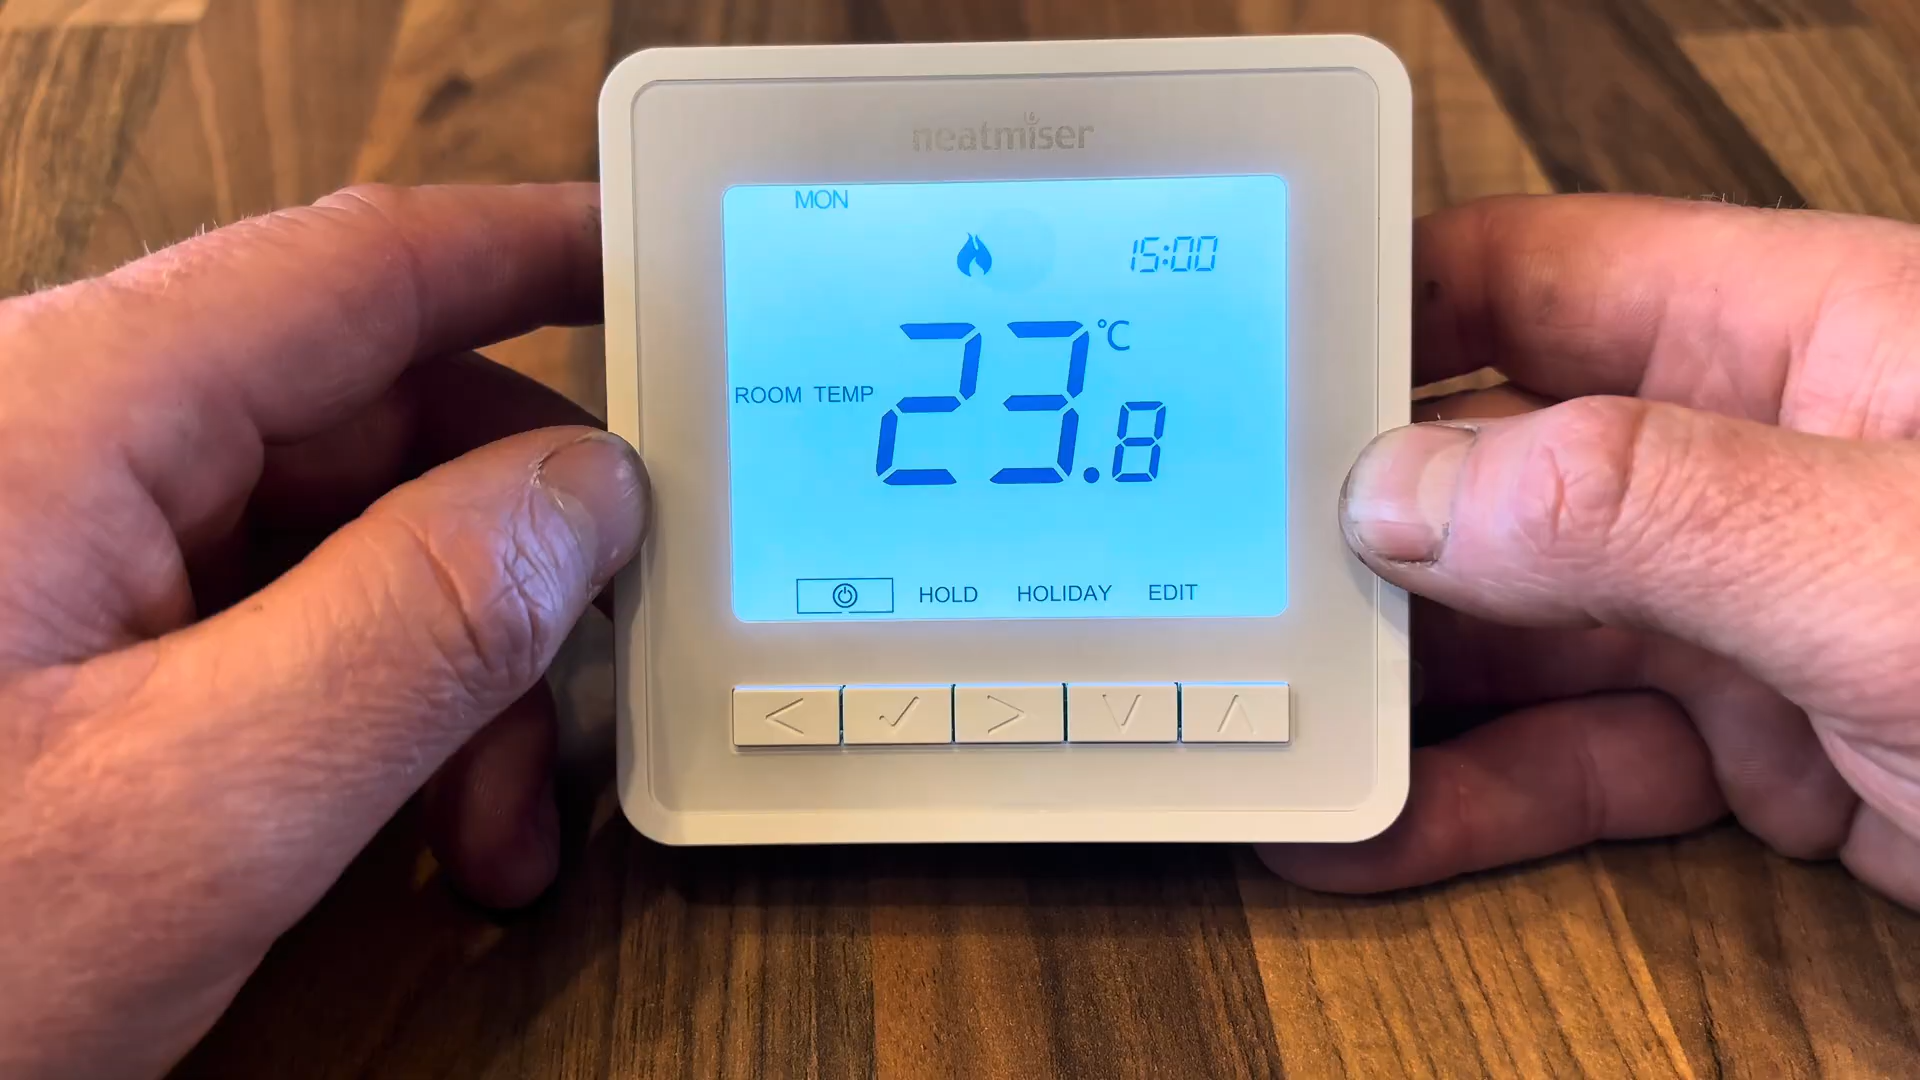 neatmiser
MON
15:00
23.8 °C
ROOM TEMP
HOLD HOLIDAY EDIT